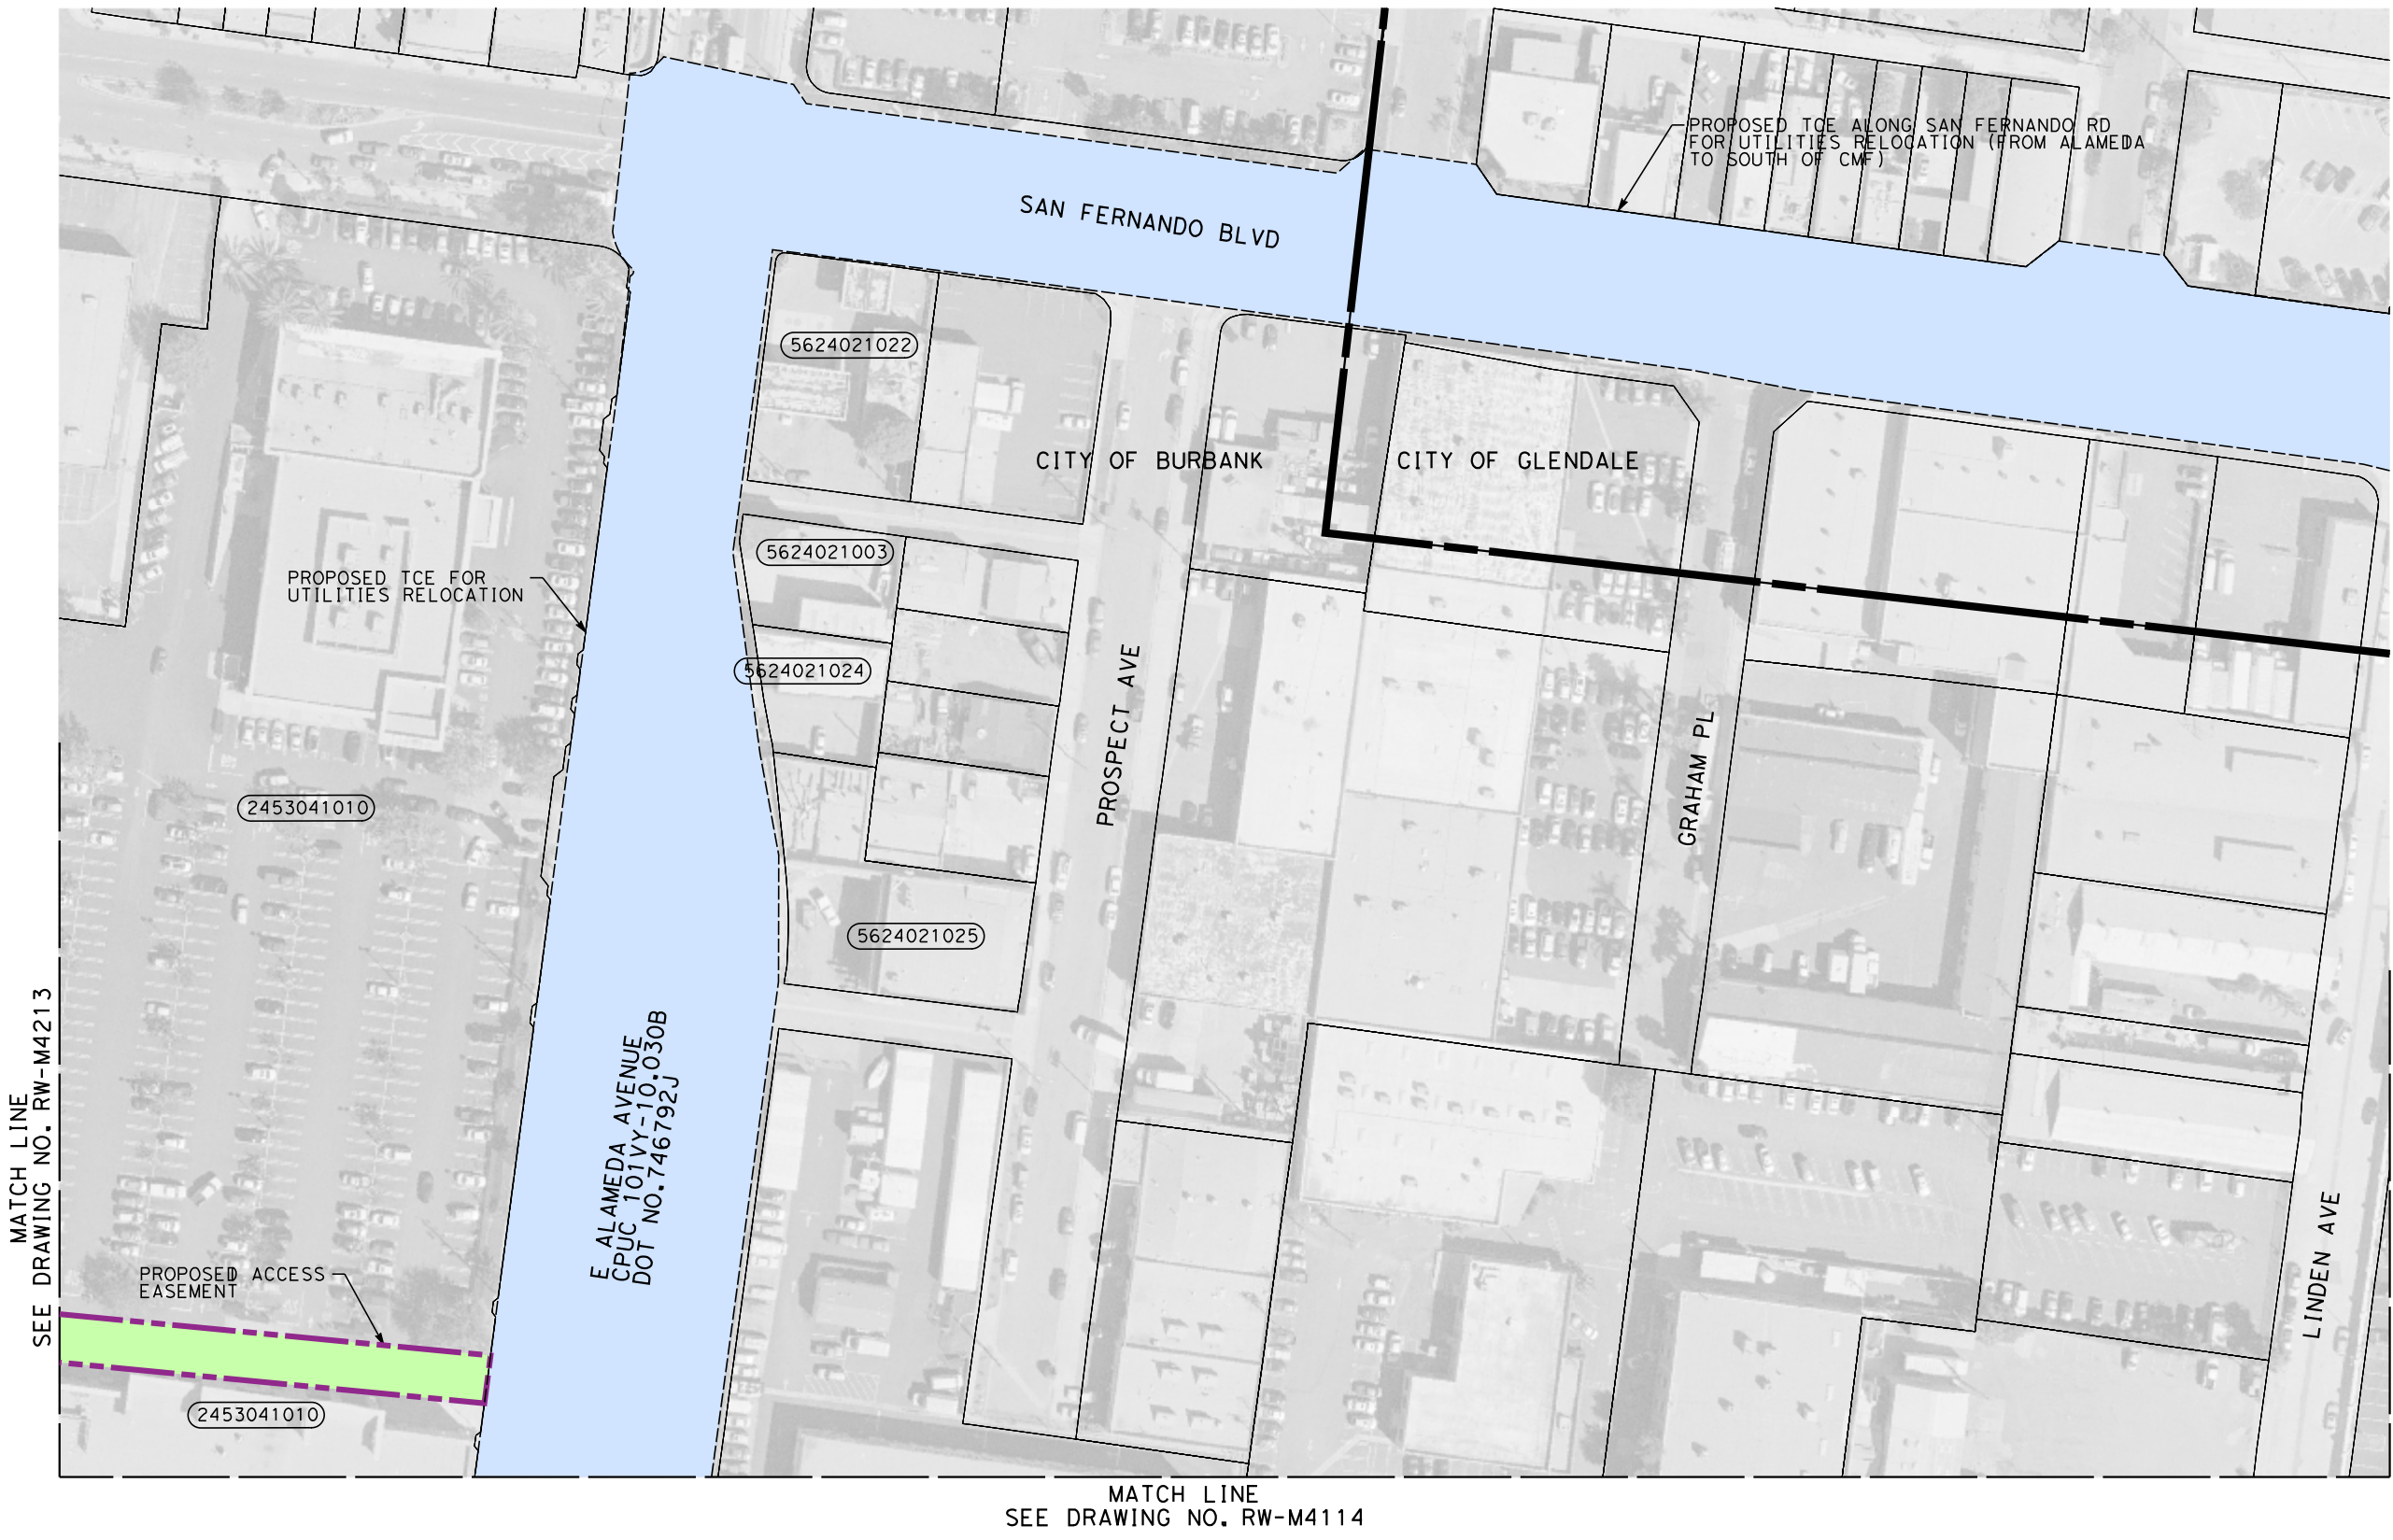 PROPOSED TCE ALONG SAN FERNANDO RD
FOR UTILITIES RELOCATION (FROM ALAMEDA
TO SOUTH OF CMF)
SAN FERNANDO BLVD
5624021022
CITY OF BURBANK
CITY OF GLENDALE
5624021003
PROPOSED TCE FOR
UTILITIES RELOCATION
5624021024
PROSPECT AVE
GRAHAM PL
2453041010
5624021025
MATCH LINE
SEE DRAWING NO. RW-M4213
E ALAMEDA AVENUE
CPUC 101VY-10.030B
DOT NO.746792J
LINDEN AVE
PROPOSED ACCESS
EASEMENT
2453041010
MATCH LINE
SEE DRAWING NO. RW-M4114